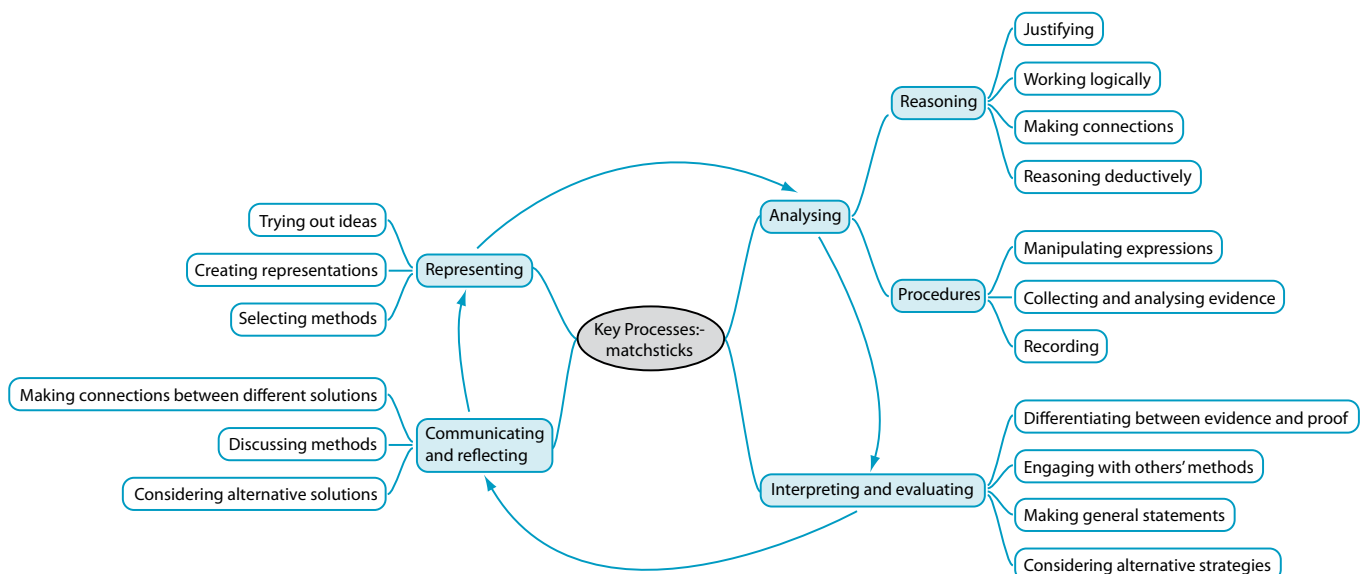 Key Processes:-
matchsticks
Representing
Trying out ideas
Creating representations
Selecting methods
Analysing
Reasoning
Justifying
Working logically
Making connections
Reasoning deductively
Procedures
Manipulating expressions
Collecting and analysing evidence
Recording
Interpreting and evaluating
Differentiating between evidence and proof
Engaging with others' methods
Making general statements
Considering alternative strategies
Communicating
and reflecting
Making connections between different solutions
Discussing methods
Considering alternative solutions